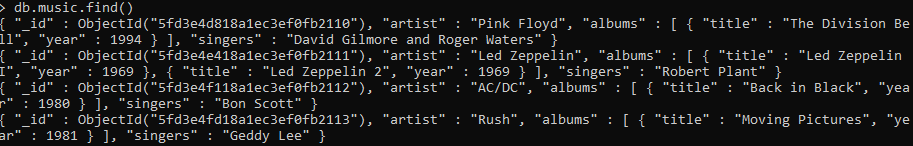 > db.music.find()
{ "_id" : ObjectId("5fd3e4d818a1ec3ef0fb2110"), "artist" : "Pink Floyd", "albums" : [ { "title" : "The Division Be
ll", "year" : 1994 } ], "singers" : "David Gilmore and Roger Waters" }
{ "_id" : ObjectId("5fd3e4e418a1ec3ef0fb2111"), "artist" : "Led Zeppelin", "albums" : [ { "title" : "Led Zeppelin
I", "year" : 1969 }, { "title" : "Led Zeppelin 2", "year" : 1969 } ], "singers" : "Robert Plant" }
{ "_id" : ObjectId("5fd3e4f118a1ec3ef0fb2112"), "artist" : "AC/DC", "albums" : [ { "title" : "Back in Black", "yea
r" : 1980 } ], "singers" : "Bon Scott" }
{ "_id" : ObjectId("5fd3e4fd18a1ec3ef0fb2113"), "artist" : "Rush", "albums" : [ { "title" : "Moving Pictures", "ye
ar" : 1981 } ], "singers" : "Geddy Lee" }